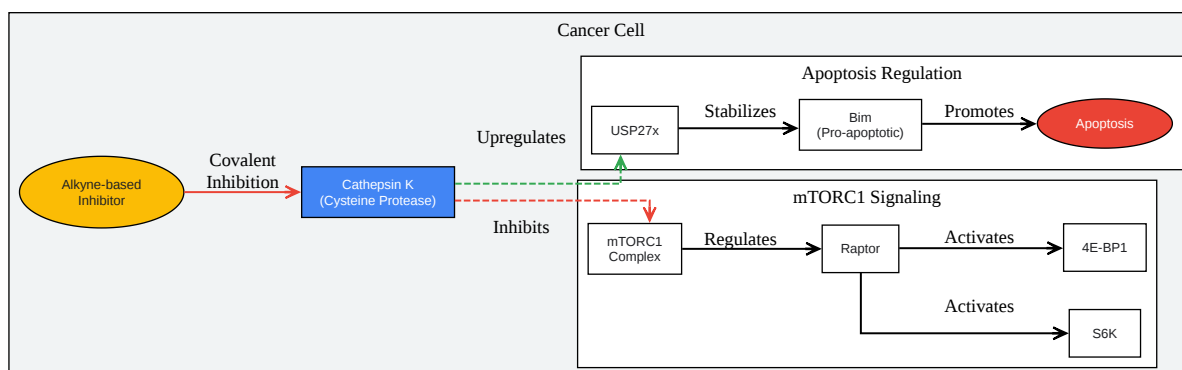 Cancer Cell
Apoptosis Regulation
USP27x
Stabilizes
Bim
(Pro-apoptotic)
Promotes
Apoptosis
Upregulates
Alkyne-based
Inhibitor
Covalent
Inhibition
Cathepsin K
(Cysteine Protease)
Inhibits
mTORC1 Signaling
mTORC1
Complex
Regulates
Raptor
Activates
4E-BP1
Activates
S6K